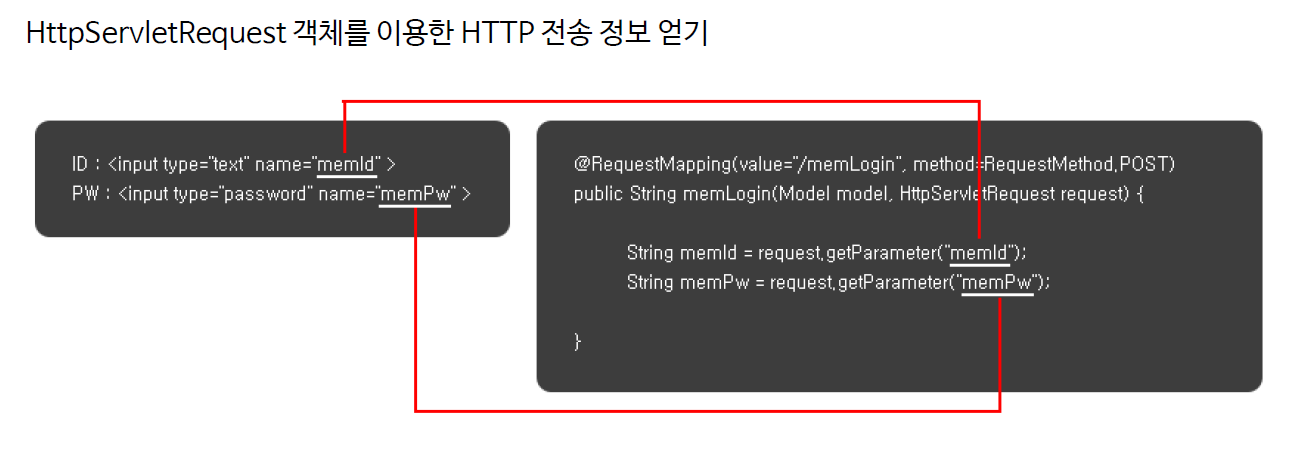 HttpServletRequest 객체를 이용한 HTTP 전송 정보 얻기
ID : <input type="text" name="memId" >
PW : <input type="password" name="memPw" >
@RequestMapping(value="/memLogin", method=RequestMethod.POST)
public String memLogin(Model model, HttpServletRequest request) {
String memId = request.getParameter("memId");
String memPw = request.getParameter("memPw");
}